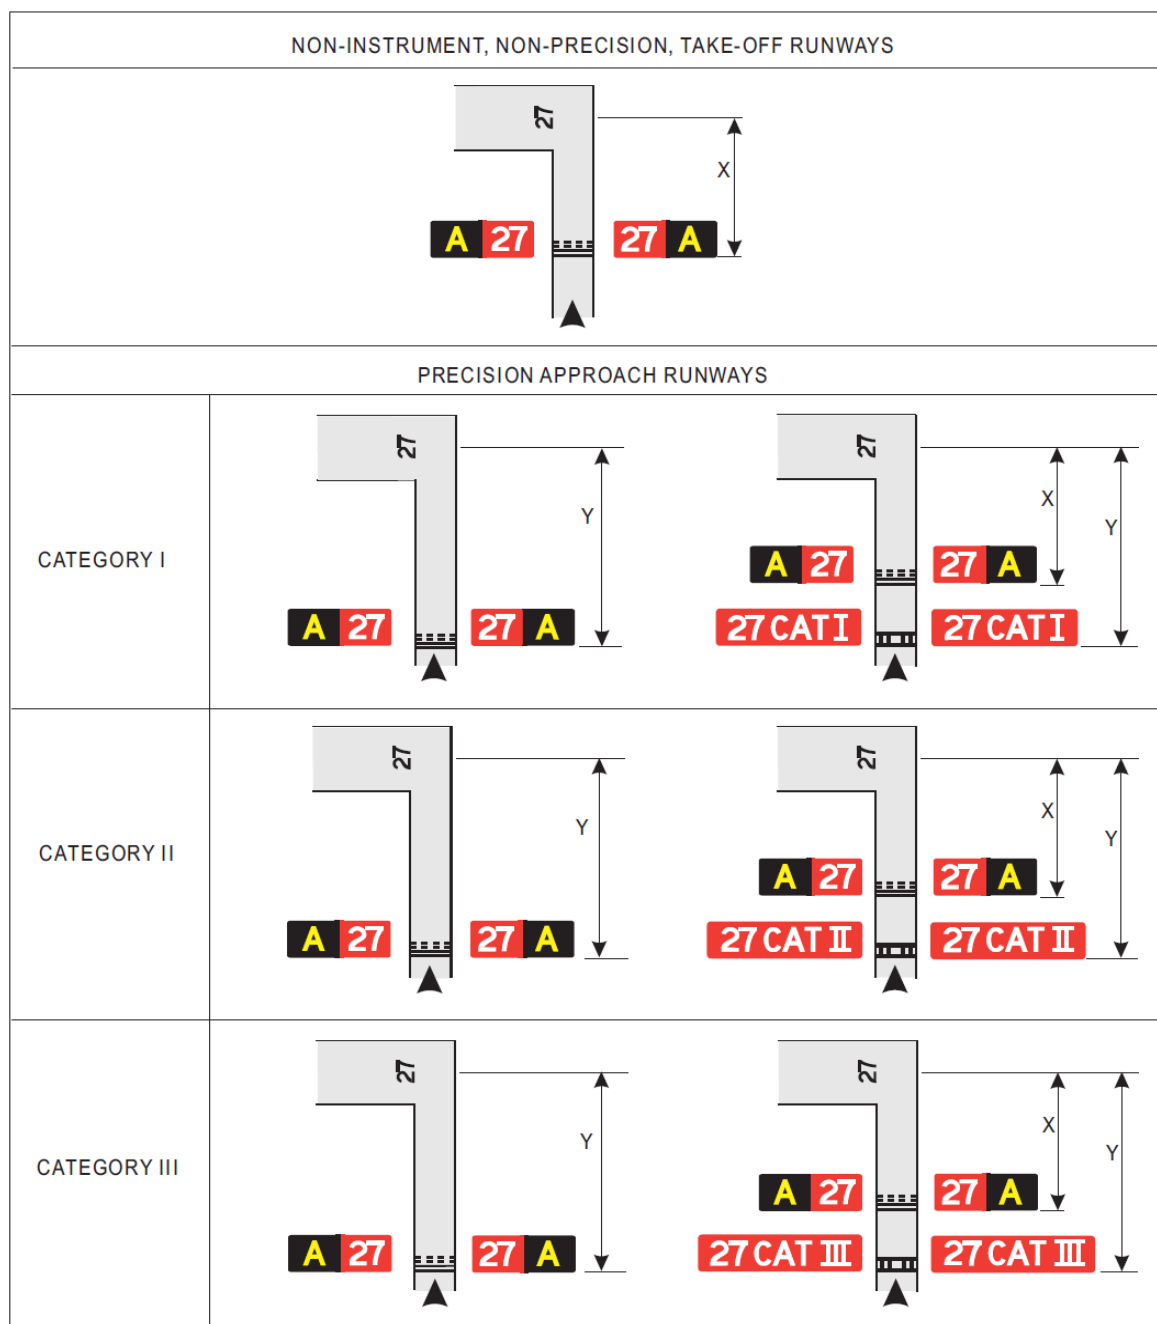 NON-INSTRUMENT, NON-PRECISION, TAKE-OFF RUNWAYS
27
X
A 27 27 A
PRECISION APPROACH RUNWAYS
CATEGORY I
27 27
Y X Y
A 27 27 A
A 27 27 A 27 CAT I 27 CAT I
CATEGORY II
27 27
Y X Y
A 27 27 A
A 27 27 A 27 CAT II 27 CAT II
CATEGORY III
27 27
Y X Y
A 27 27 A
A 27 27 A 27 CAT III 27 CAT III